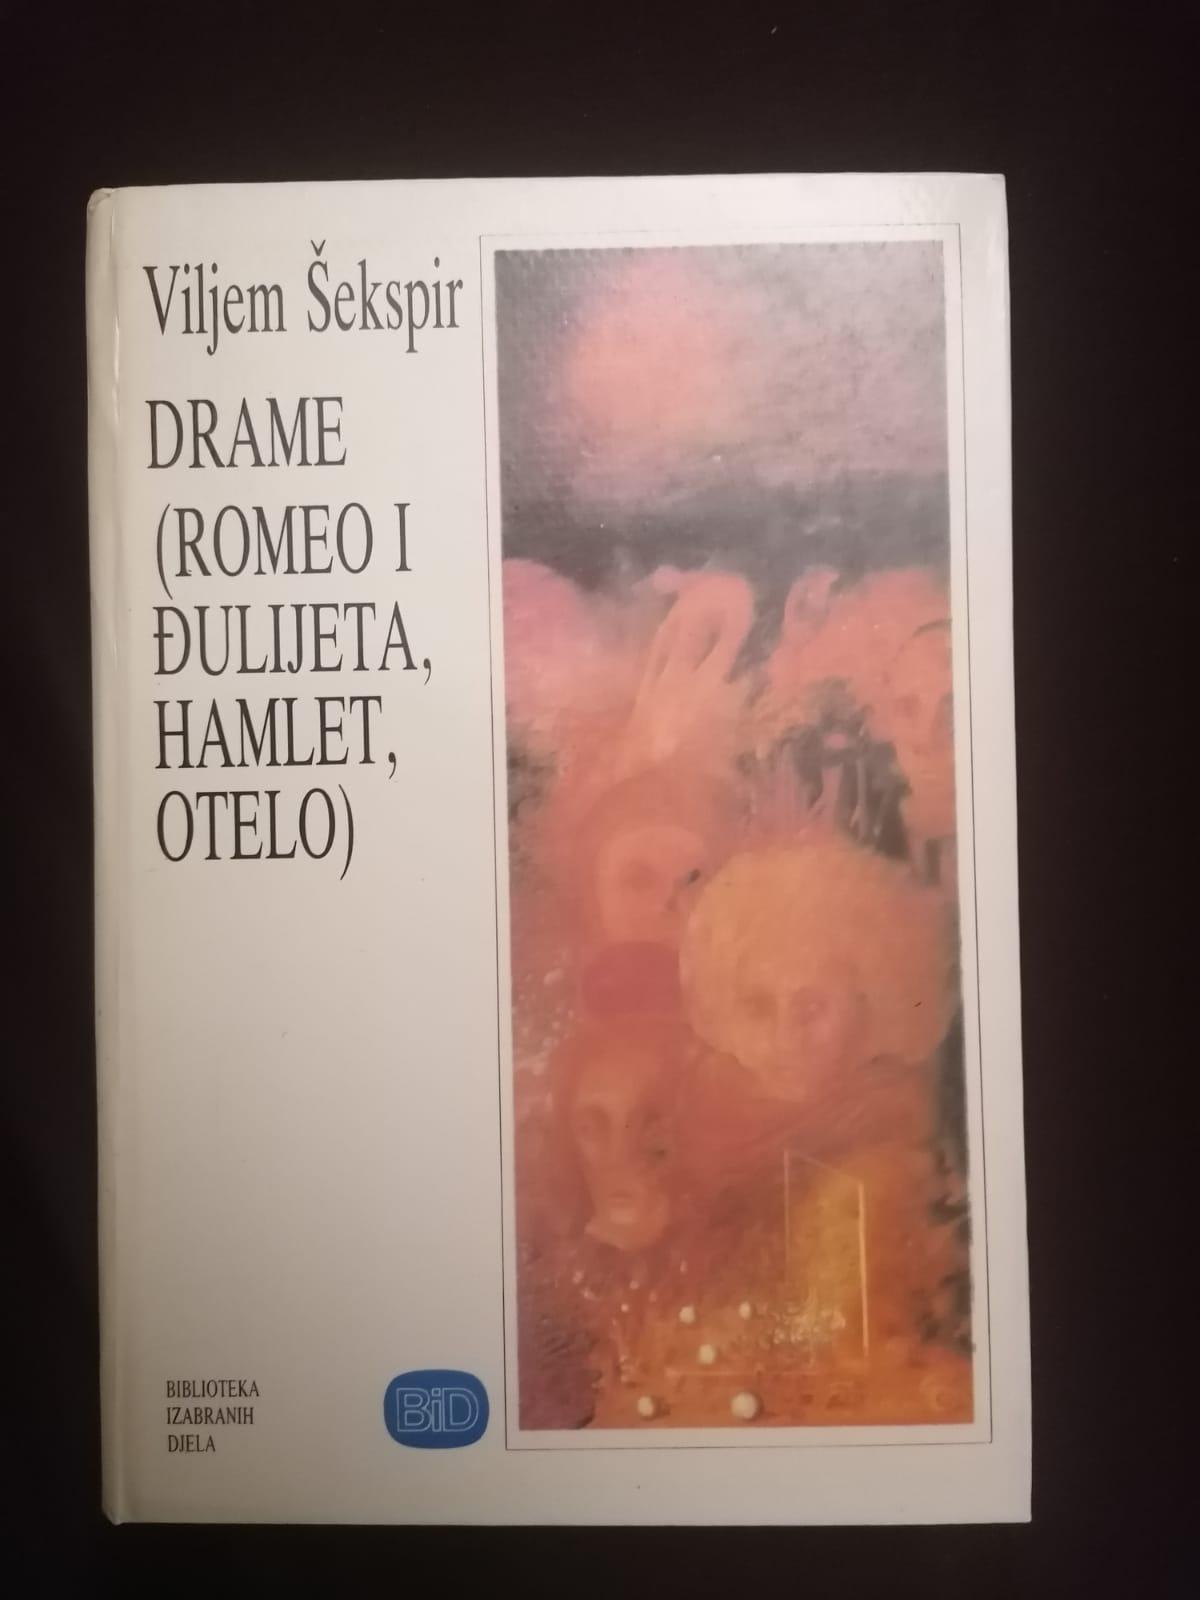 Viljem Šekspir
DRAME
(ROMEO I
ĐULIJETA,
HAMLET,
OTELO)
BIBLIOTEKA
IZABRANIH
DJELA
BiD